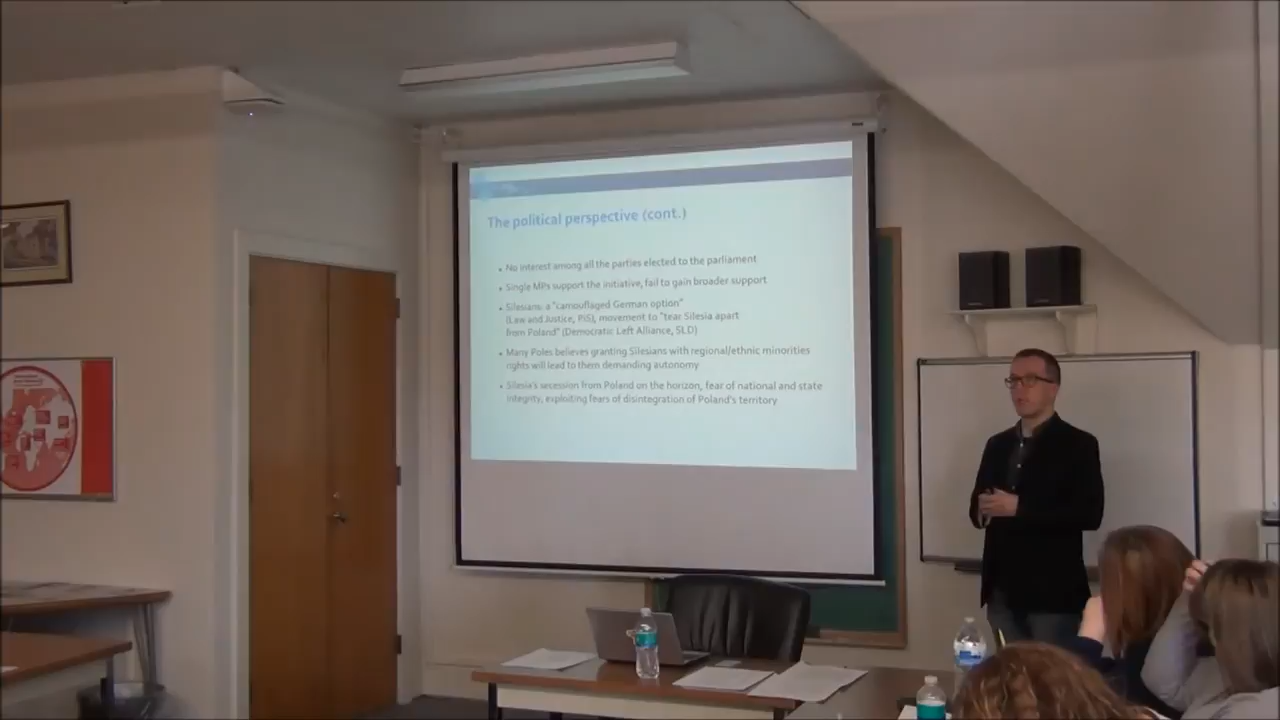 The political perspective (cont.)
No interest among all the parties elected to the parliament
Single MPs support the initiative, fail to gain broader support
Silesians: a "camouflaged German option"
(Law and Justice, PiS), movement to "tear Silesia apart
from Poland" (Democratic Left Alliance, SLD)
Many Poles believes granting Silesians with regional/ethnic minorities
rights will lead to them demanding autonomy
Silesia's secession from Poland on the horizon, fear of national and state
integrity, exploiting fears of disintegration of Poland's territory